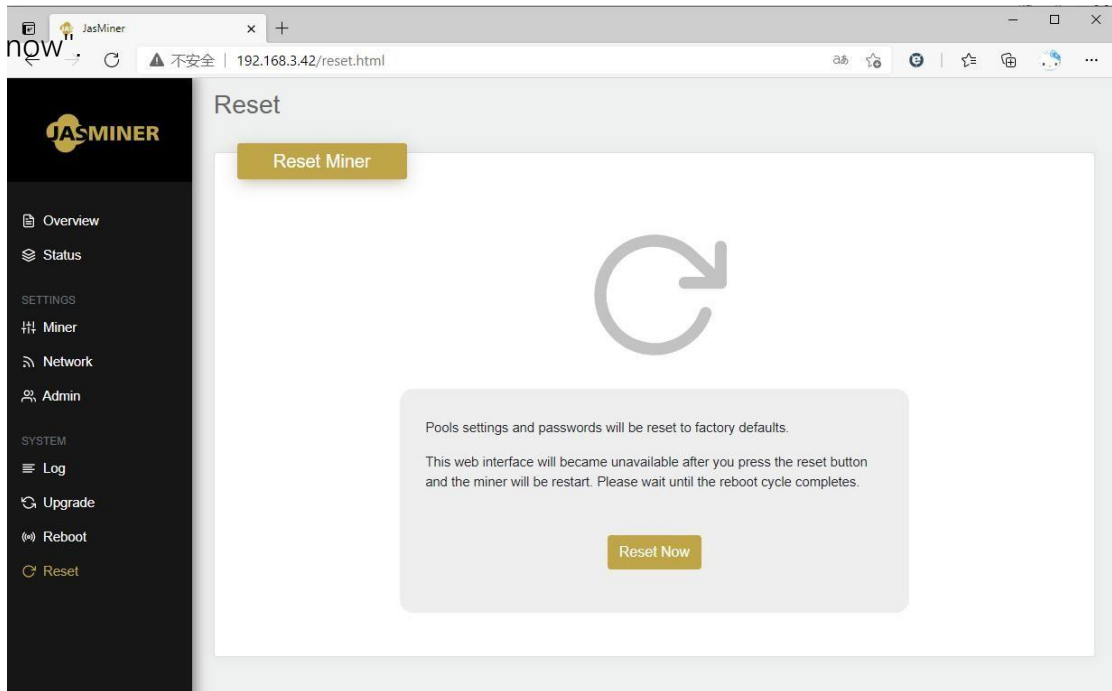 JasMiner
now".
不安全 | 192.168.3.42/reset.html
aあ
JASMINER
Reset
Reset Miner
Overview
Status
SETTINGS
Miner
Network
Admin
SYSTEM
Log
Upgrade
Reboot
Reset
Pools settings and passwords will be reset to factory defaults.
This web interface will became unavailable after you press the reset button
and the miner will be restart. Please wait until the reboot cycle completes.
Reset Now